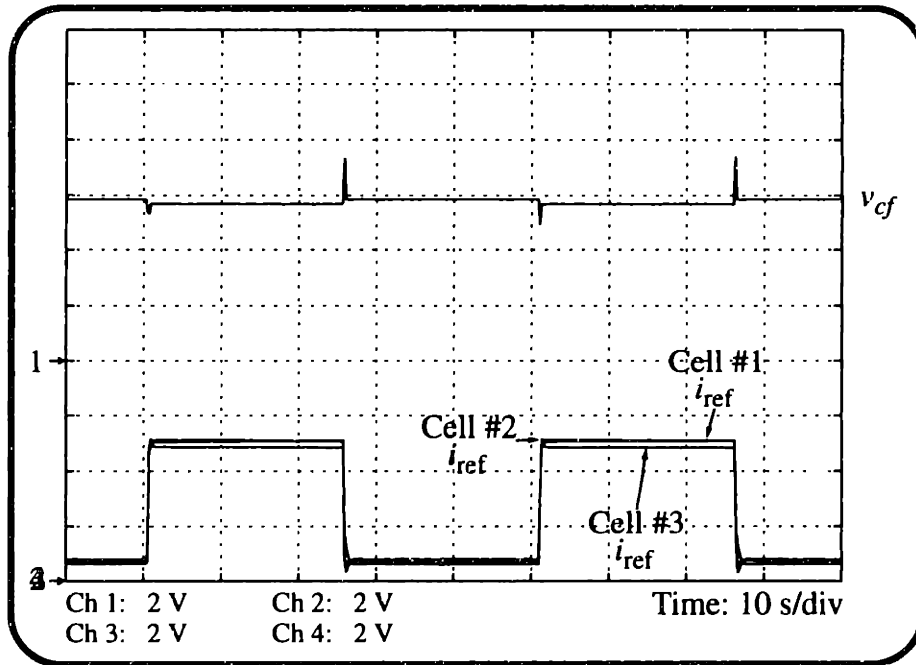 v_cf
1
Cell #1
i_ref
Cell #2
i_ref
Cell #3
i_ref
Ch 1: 2 V Ch 2: 2 V
Time: 10 s/div
Ch 3: 2 V Ch 4: 2 V